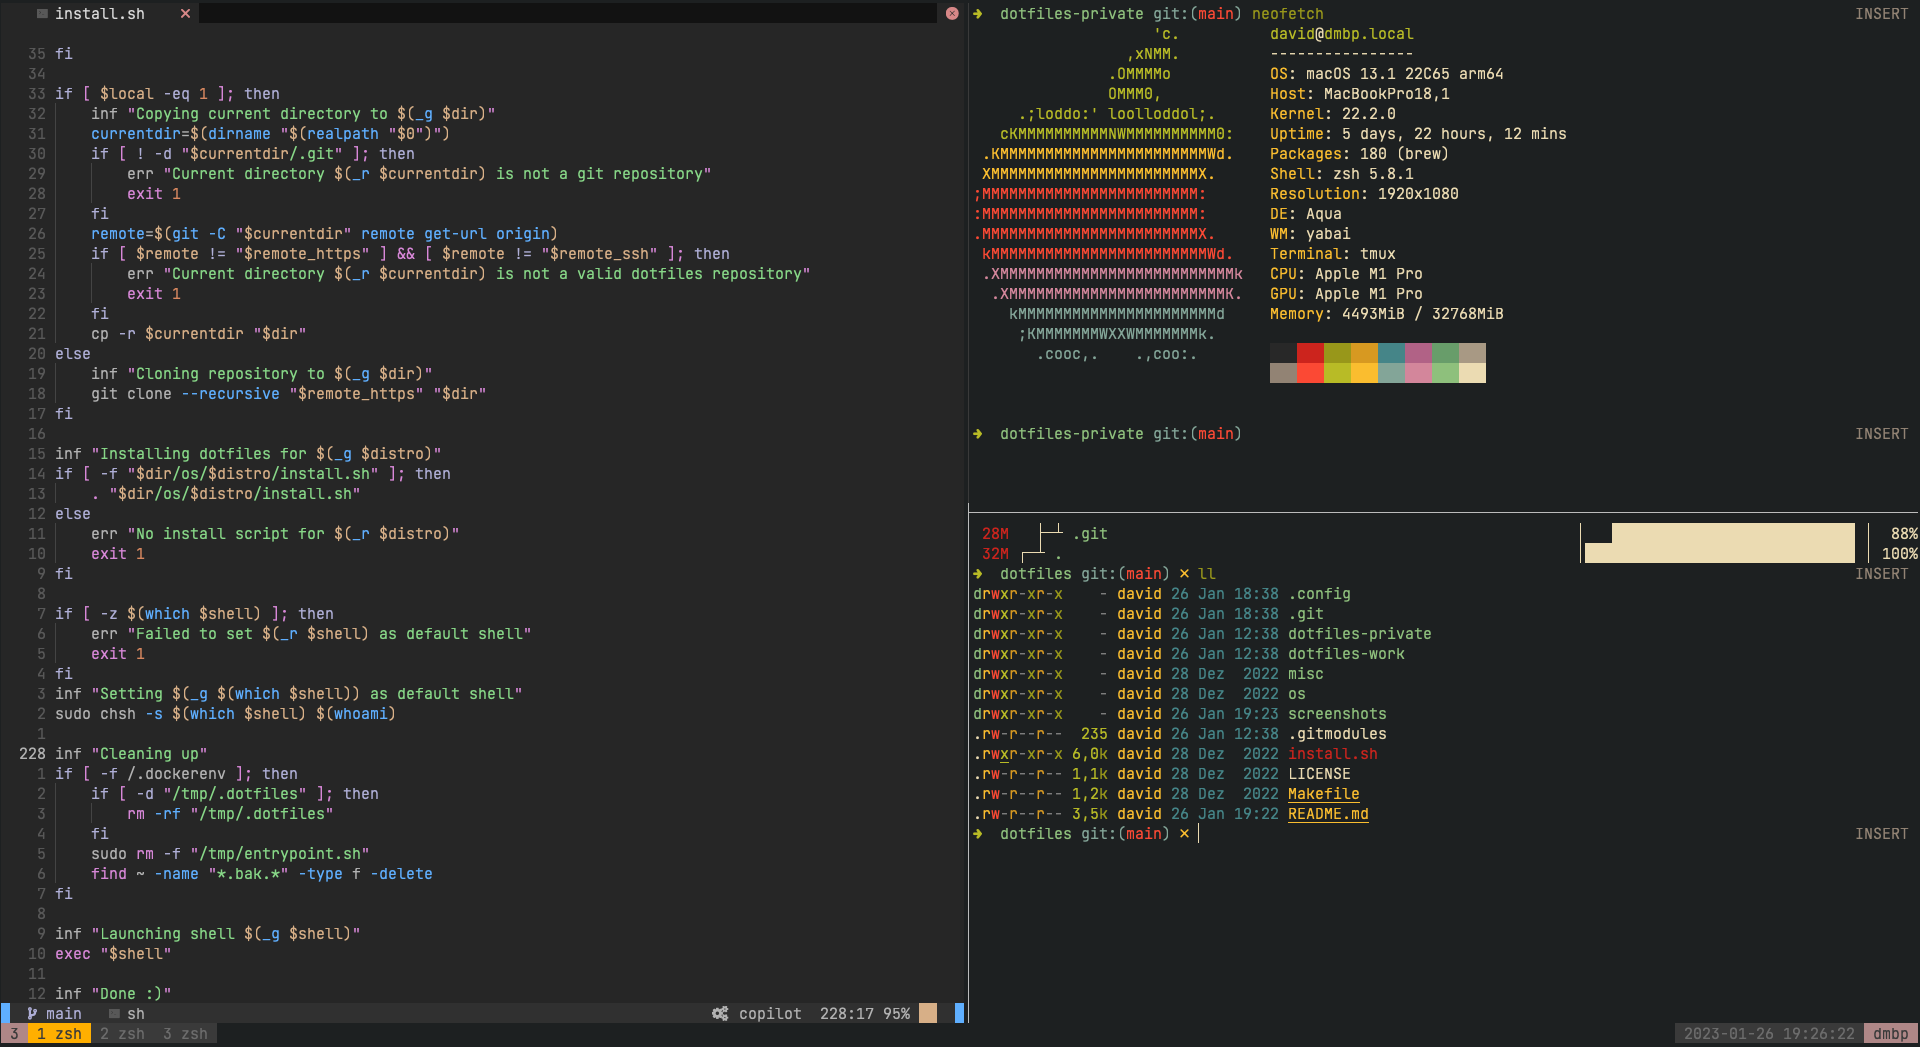 install.sh ×
35 fi
34
33 if [ $local -eq 1 ]; then
32 inf "Copying current directory to $(_g $dir)"
31 currentdir=$(dirname "$(realpath "$0")")
30 if [ ! -d "$currentdir/.git" ]; then
29 err "Current directory $(_r $currentdir) is not a git repository"
28 exit 1
27 fi
26 remote=$(git -C "$currentdir" remote get-url origin)
25 if [ $remote != "$remote_https" ] && [ $remote != "$remote_ssh" ]; then
24 err "Current directory $(_r $currentdir) is not a valid dotfiles repository"
23 exit 1
22 fi
21 cp -r $currentdir "$dir"
20 else
19 inf "Cloning repository to $(_g $dir)"
18 git clone --recursive "$remote_https" "$dir"
17 fi
16
15 inf "Installing dotfiles for $(_g $distro)"
14 if [ -f "$dir/os/$distro/install.sh" ]; then
13 . "$dir/os/$distro/install.sh"
12 else
11 err "No install script for $(_r $distro)"
10 exit 1
9 fi
8
7 if [ -z $(which $shell) ]; then
6 err "Failed to set $(_r $shell) as default shell"
5 exit 1
4 fi
3 inf "Setting $(_g $(which $shell)) as default shell"
2 sudo chsh -s $(which $shell) $(whoami)
1
228 inf "Cleaning up"
1 if [ -f /.dockerenv ]; then
2 if [ -d "/tmp/.dotfiles" ]; then
3 rm -rf "/tmp/.dotfiles"
4 fi
5 sudo rm -f "/tmp/entrypoint.sh"
6 find ~ -name "*.bak.*" -type f -delete
7 fi
8
9 inf "Launching shell $(_g $shell)"
10 exec "$shell"
11
12 inf "Done :)"
main sh copilot 228:17 95%
➜ dotfiles-private git:(main) neofetch INSERT
'c. david@dmbp.local
,xNMM. ----------------
.OMMMMo OS: macOS 13.1 22C65 arm64
OMMM0, Host: MacBookPro18,1
.;loddo:' loolloddol;. Kernel: 22.2.0
cKMMMMMMMMMMNWMMMMMMMMMM0: Uptime: 5 days, 22 hours, 12 mins
.KMMMMMMMMMMMMMMMMMMMMMMMWd. Packages: 180 (brew)
XMMMMMMMMMMMMMMMMMMMMMMMX. Shell: zsh 5.8.1
;MMMMMMMMMMMMMMMMMMMMMMMM: Resolution: 1920x1080
:MMMMMMMMMMMMMMMMMMMMMMMM: DE: Aqua
.MMMMMMMMMMMMMMMMMMMMMMMMX. WM: yabai
kMMMMMMMMMMMMMMMMMMMMMMMMWd. Terminal: tmux
.XMMMMMMMMMMMMMMMMMMMMMMMMMMk CPU: Apple M1 Pro
.XMMMMMMMMMMMMMMMMMMMMMMMMK. GPU: Apple M1 Pro
kMMMMMMMMMMMMMMMMMMMMMMd Memory: 4493MiB / 32768MiB
;KMMMMMMMWXXWMMMMMMMk.
.cooc,. .,coo:.
➜ dotfiles-private git:(main) INSERT
28M .git 88%
32M . 100%
➜ dotfiles git:(main) × ll INSERT
drwxr-xr-x - david 26 Jan 18:38 .config
drwxr-xr-x - david 26 Jan 18:38 .git
drwxr-xr-x - david 26 Jan 12:38 dotfiles-private
drwxr-xr-x - david 26 Jan 12:38 dotfiles-work
drwxr-xr-x - david 28 Dez 2022 misc
drwxr-xr-x - david 28 Dez 2022 os
drwxr-xr-x - david 26 Jan 19:23 screenshots
.rw-r--r-- 235 david 26 Jan 12:38 .gitmodules
.rwxr-xr-x 6,0k david 28 Dez 2022 install.sh
.rw-r--r-- 1,1k david 28 Dez 2022 LICENSE
.rw-r--r-- 1,2k david 28 Dez 2022 Makefile
.rw-r--r-- 3,5k david 26 Jan 19:22 README.md
➜ dotfiles git:(main) × INSERT
3 1 zsh 2 zsh 3 zsh 2023-01-26 19:26:22 dmbp